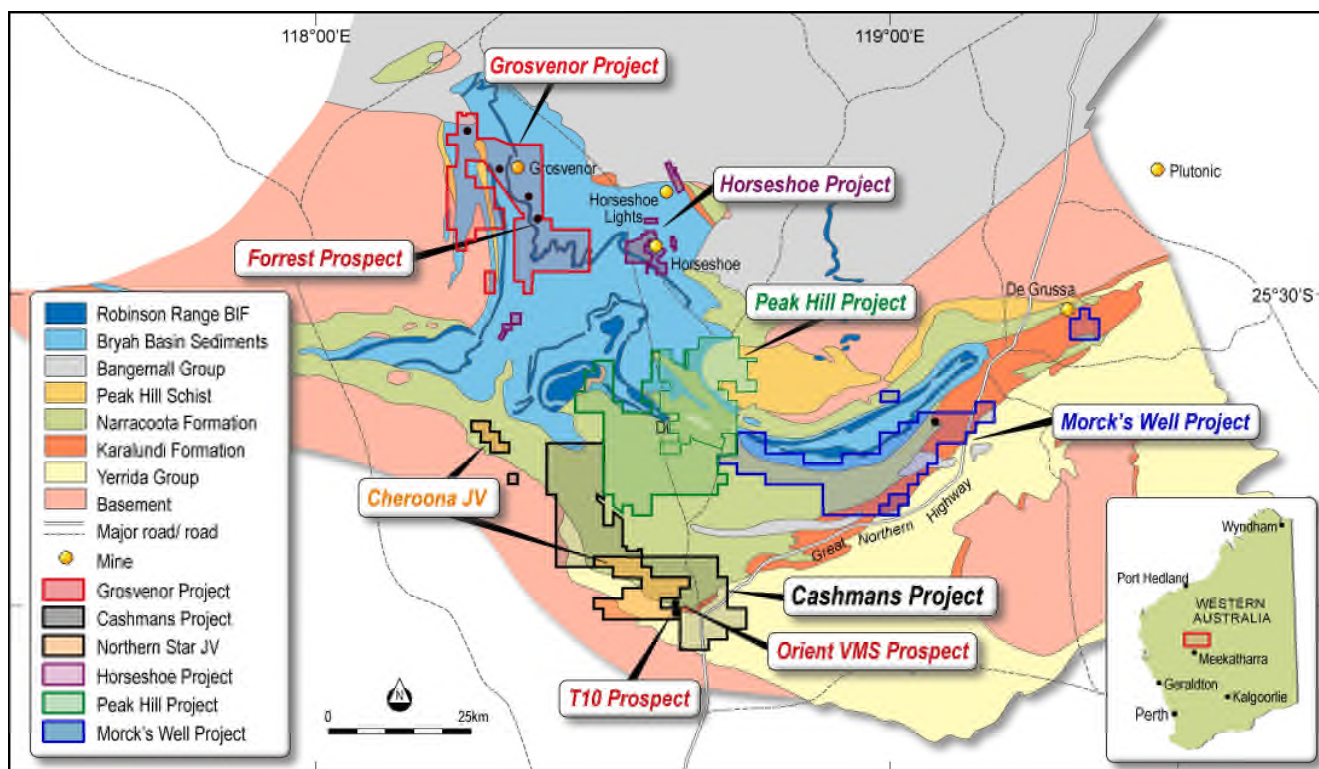 118°00'E
119°00'E
Grosvenor Project
Grosvenor
Plutonic
Horseshoe
Lights
Horseshoe Project
Forrest Prospect
Horseshoe
Peak Hill Project
De Grussa
25°30'S
Robinson Range BIF
Bryah Basin Sediments
Bangemall Group
Peak Hill Schist
Narracoota Formation
Karalundi Formation
Yerrida Group
Basement
Major road/ road
Mine
Grosvenor Project
Cashmans Project
Northern Star JV
Horseshoe Project
Peak Hill Project
Morck's Well Project
Morck's Well Project
Cheroona JV
Great Northern Highway
Cashmans Project
Orient VMS Prospect
T10 Prospect
N
0
25km
Wyndham
Port Hedland
WESTERN
AUSTRALIA
Meekatharra
Geraldton
Kalgoorlie
Perth